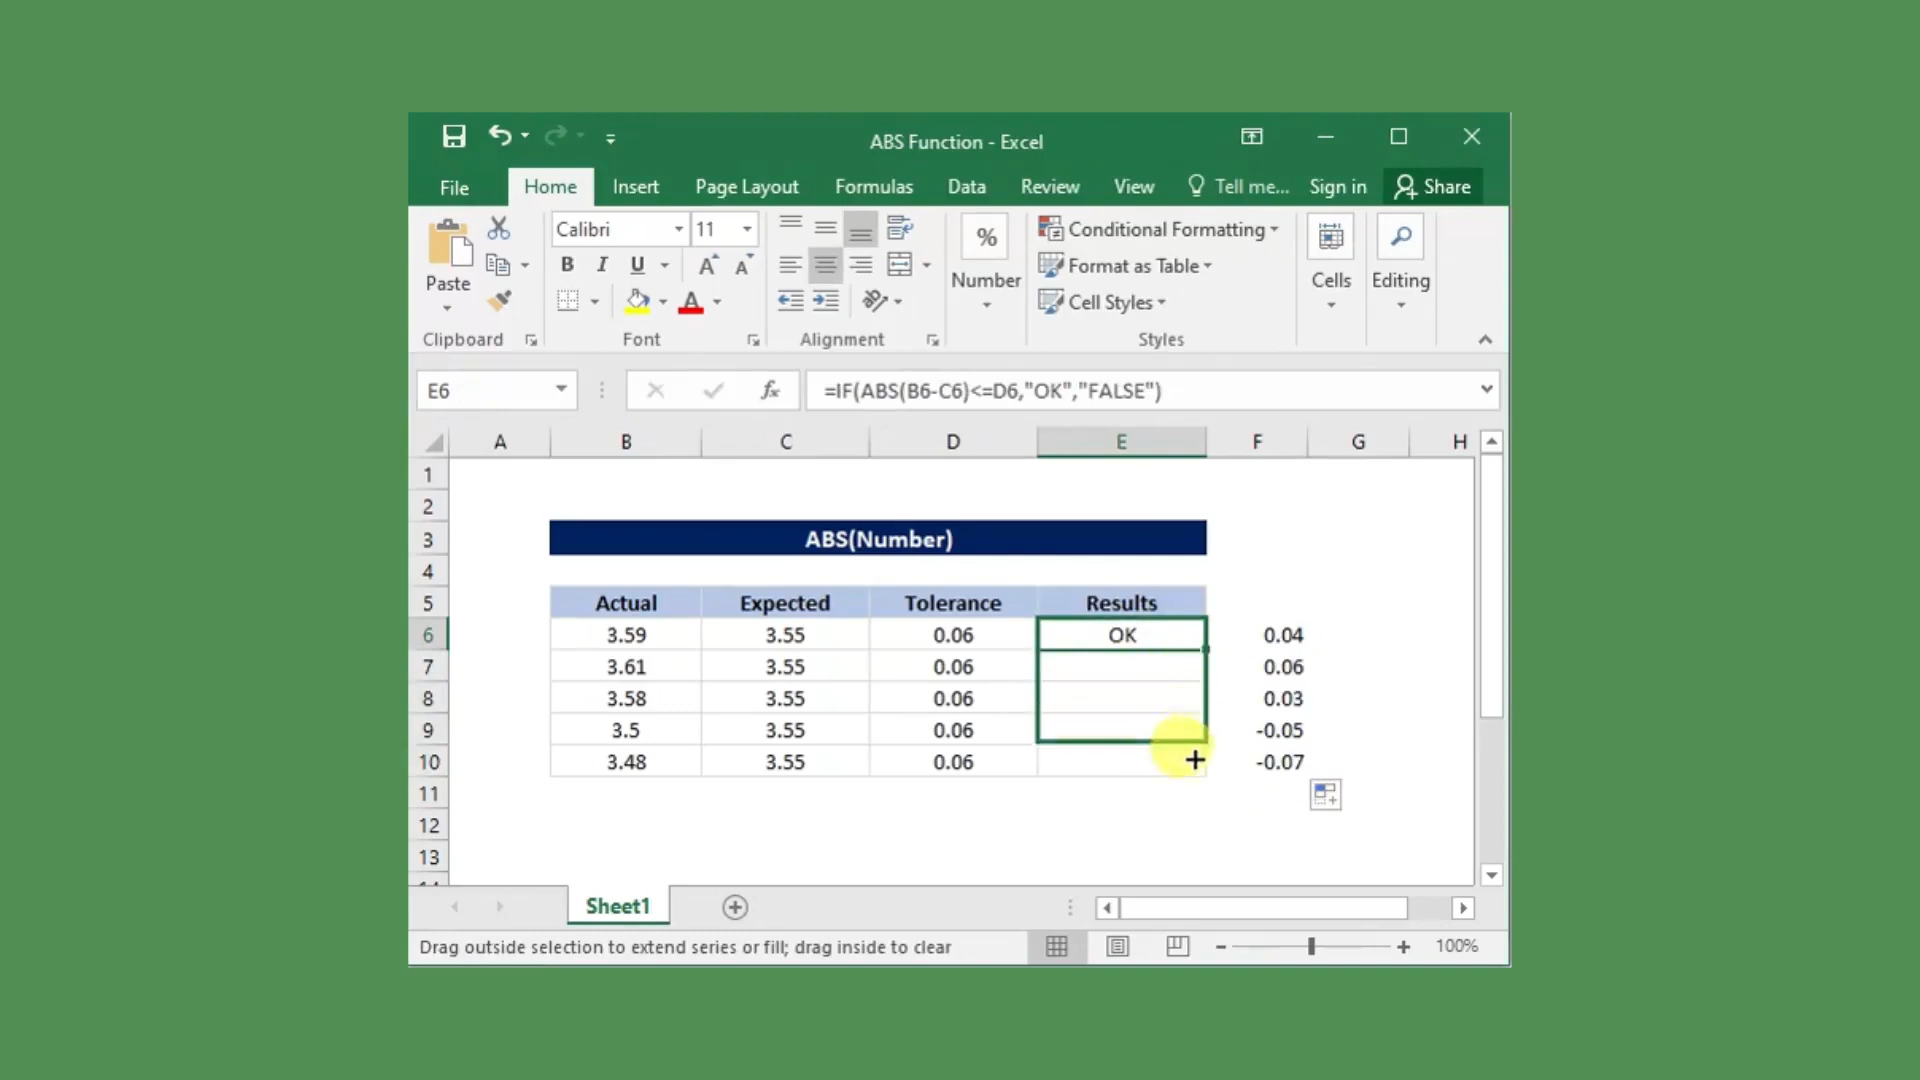 ABS Function - Excel
File Home Insert Page Layout Formulas Data Review View Tell me... Sign in Share
Paste
Clipboard
Calibri 11
B I U A A
A
Font
Alignment
%
Number
Conditional Formatting
Format as Table
Cell Styles
Styles
Cells
Editing
E6 fx =IF(ABS(B6-C6)<=D6,"OK","FALSE")
A B C D E F G H
1
2
3 ABS(Number)
4
5 Actual Expected Tolerance Results
6 3.59 3.55 0.06 OK 0.04
7 3.61 3.55 0.06 0.06
8 3.58 3.55 0.06 0.03
9 3.5 3.55 0.06 -0.05
10 3.48 3.55 0.06 -0.07
11
12
13
Sheet1
Drag outside selection to extend series or fill; drag inside to clear 100%